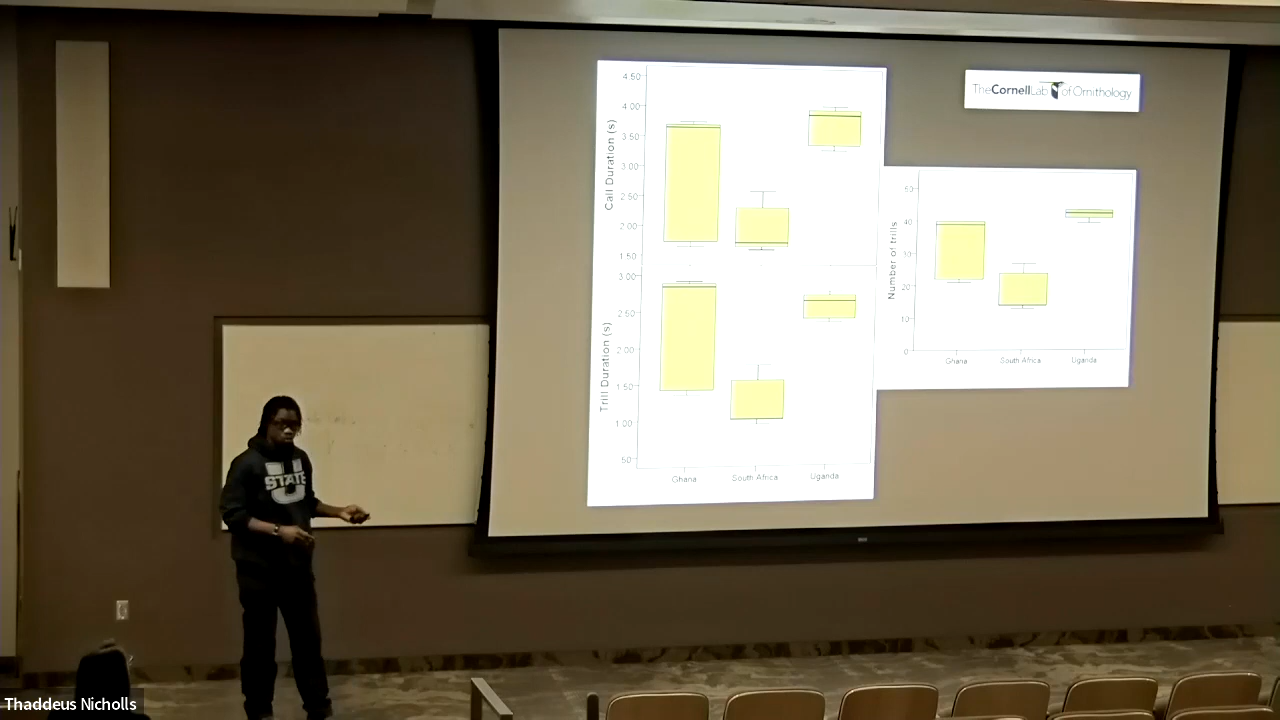 TheCornellLab of Ornithology
Call Duration (s)
4.50
4.00
3.50
3.00
2.50
2.00
1.50
Trill Duration (s)
3.00
2.50
2.00
1.50
1.00
.50
Ghana South Africa Uganda
Number of trills
50
40
30
20
10
0
Ghana South Africa Uganda
U
STATE
Thaddeus Nicholls